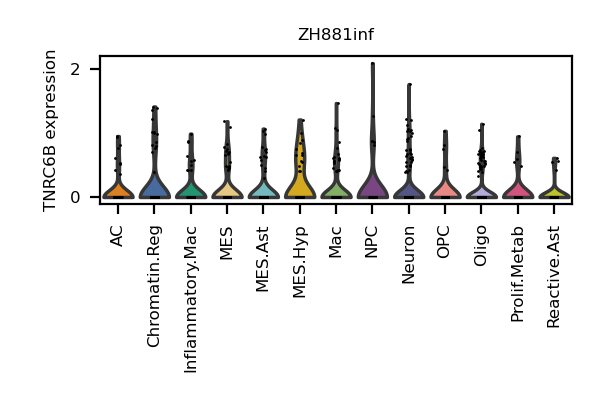 ZH881inf
TNRC6B expression
2
0
AC
Chromatin.Reg
Inflammatory.Mac
MES
MES.Ast
MES.Hyp
Mac
NPC
Neuron
OPC
Oligo
Prolif.Metab
Reactive.Ast